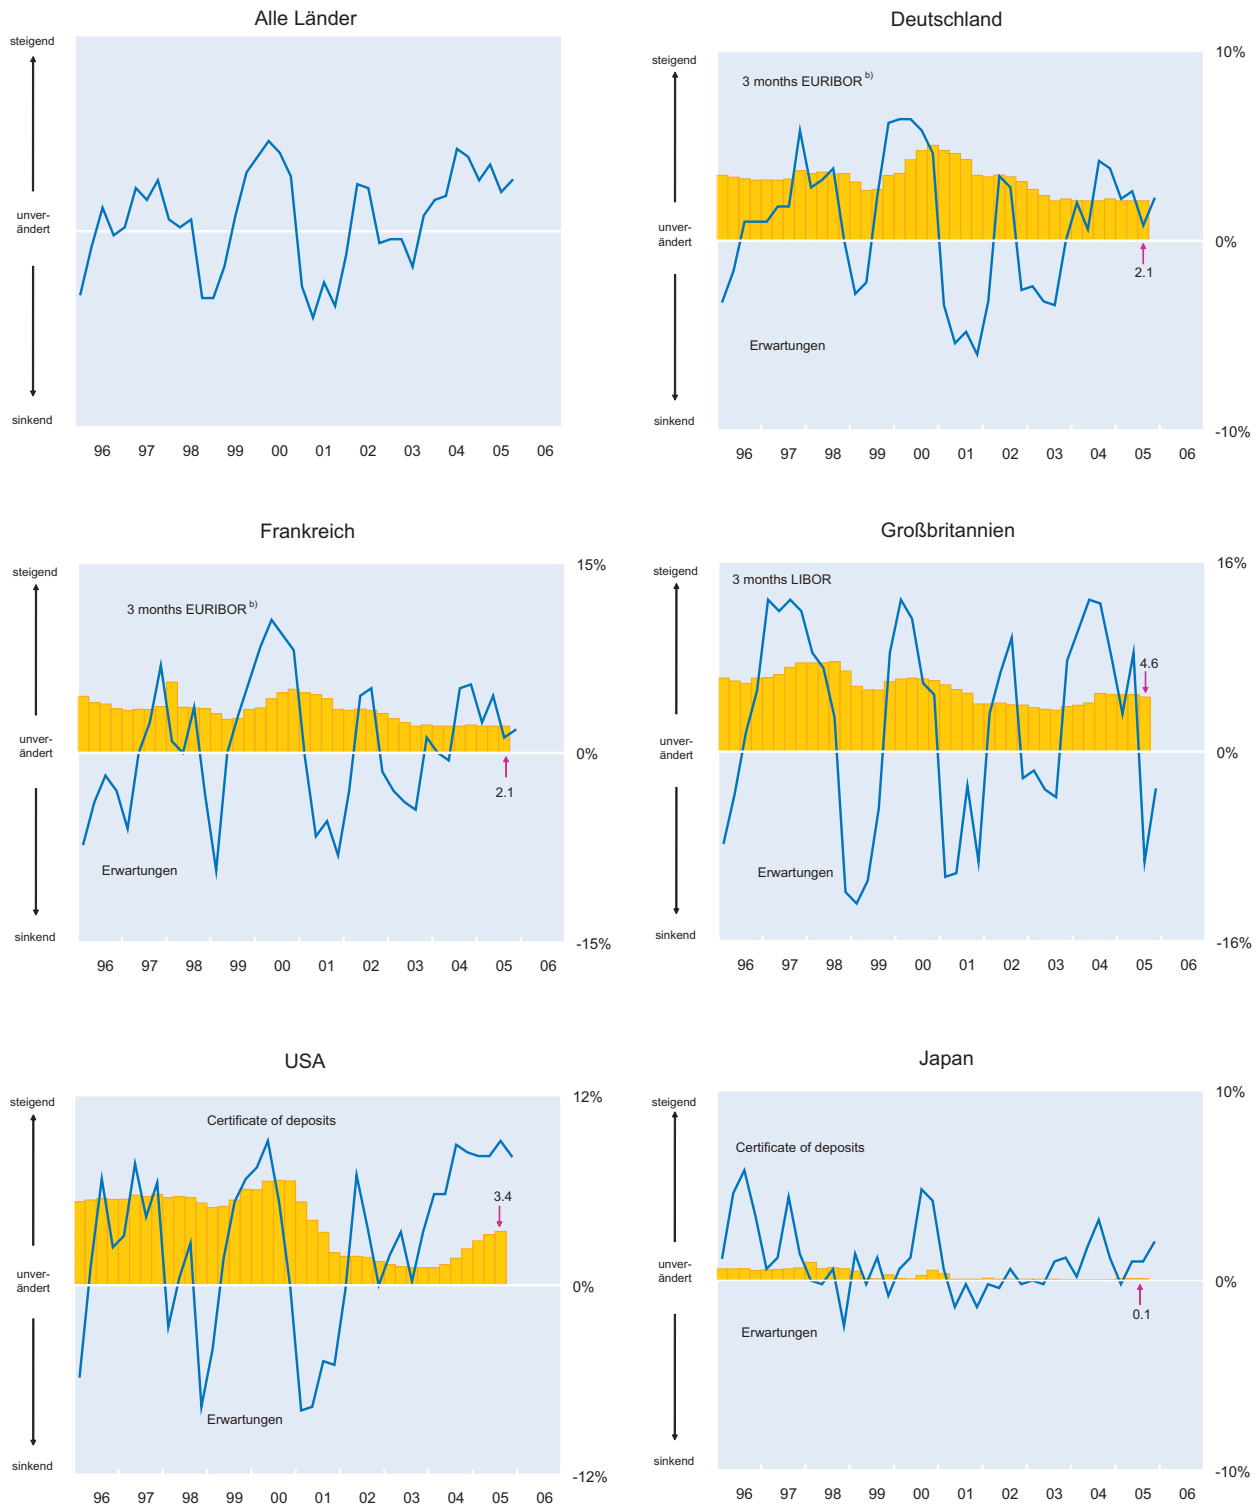 Alle Länder
steigend
unver-
ändert
sinkend
96 97 98 99 00 01 02 03 04 05 06
Deutschland
steigend
10%
3 months EURIBOR b)
unver-
ändert
0%
2.1
Erwartungen
sinkend
-10%
96 97 98 99 00 01 02 03 04 05 06
Frankreich
steigend
15%
3 months EURIBOR b)
unver-
ändert
0%
2.1
Erwartungen
sinkend
-15%
96 97 98 99 00 01 02 03 04 05 06
Großbritannien
16%
steigend
3 months LIBOR
4.6
unver-
ändert
0%
Erwartungen
sinkend
-16%
96 97 98 99 00 01 02 03 04 05 06
USA
12%
steigend
Certificate of deposits
3.4
unver-
ändert
0%
Erwartungen
sinkend
-12%
96 97 98 99 00 01 02 03 04 05 06
Japan
10%
steigend
Certificate of deposits
unver-
ändert
0%
0.1
Erwartungen
sinkend
-10%
96 97 98 99 00 01 02 03 04 05 06